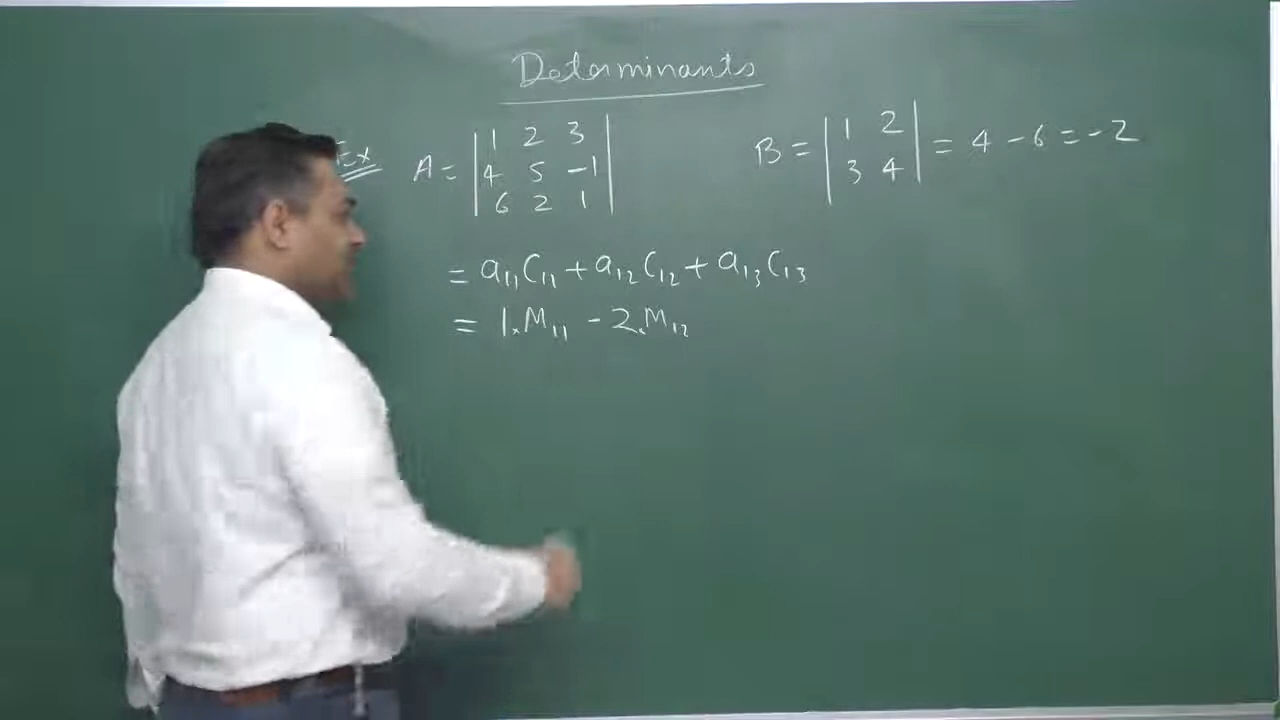 Determinants
Ex A = | 1 2 3 |
| 4 5 -1 |
| 6 2 1 |
B = | 1 2 | = 4 - 6 = -2
| 3 4 |
= a₁₁C₁₁ + a₁₂C₁₂ + a₁₃C₁₃
= 1×M₁₁ - 2×M₁₂